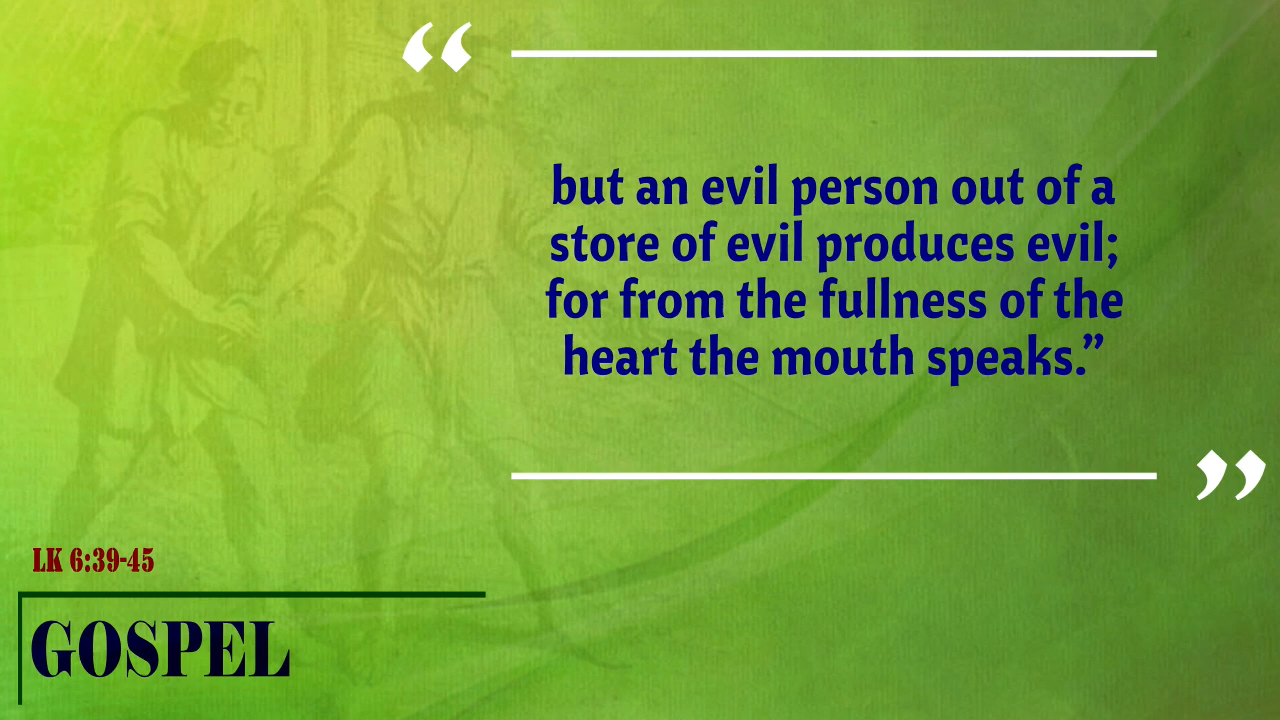 “
but an evil person out of a
store of evil produces evil;
for from the fullness of the
heart the mouth speaks.”
”
LK 6:39-45
GOSPEL